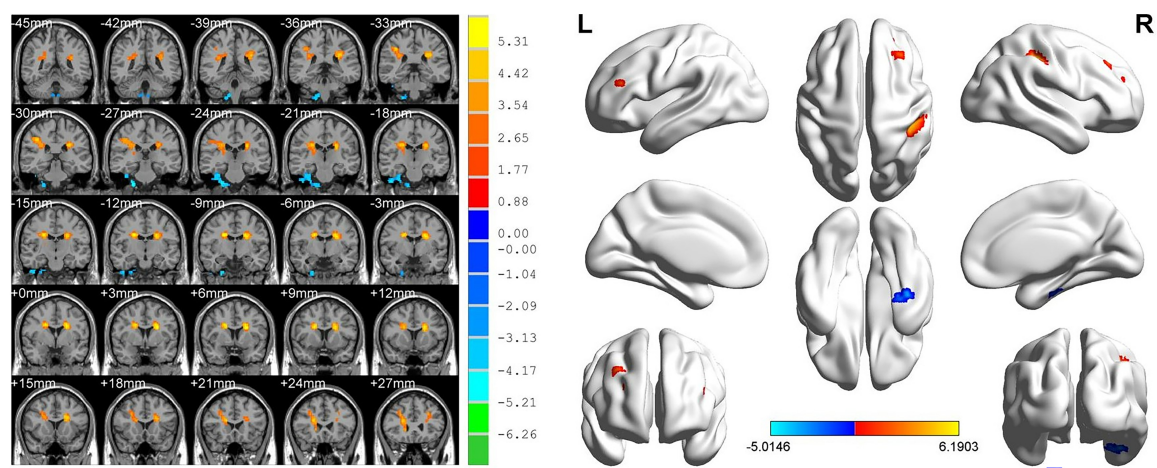 -45mm -42mm -39mm -36mm -33mm
-30mm -27mm -24mm -21mm -18mm
-15mm -12mm -9mm -6mm -3mm
+0mm +3mm +6mm +9mm +12mm
+15mm +18mm +21mm +24mm +27mm
5.31
4.42
3.54
2.65
1.77
0.88
0.00
-0.00
-1.04
-2.09
-3.13
-4.17
-5.21
-6.26
L
R
-5.0146 6.1903